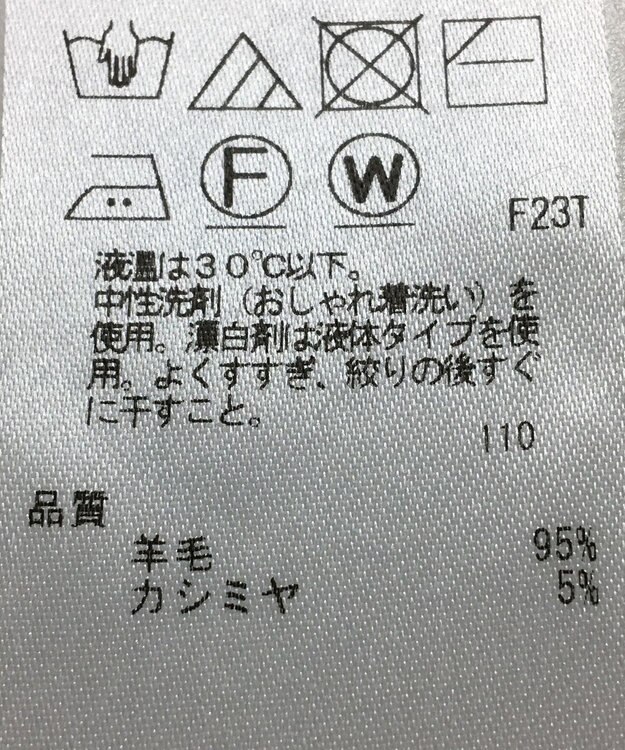 F W
F23T
液温は30℃以下。
中性洗剤（おしゃれ着洗い）を
使用。漂白剤は液体タイプを使
用。よくすすぎ、絞りの後すぐ
に干すこと。
110
品質
羊毛 95%
カシミヤ 5%